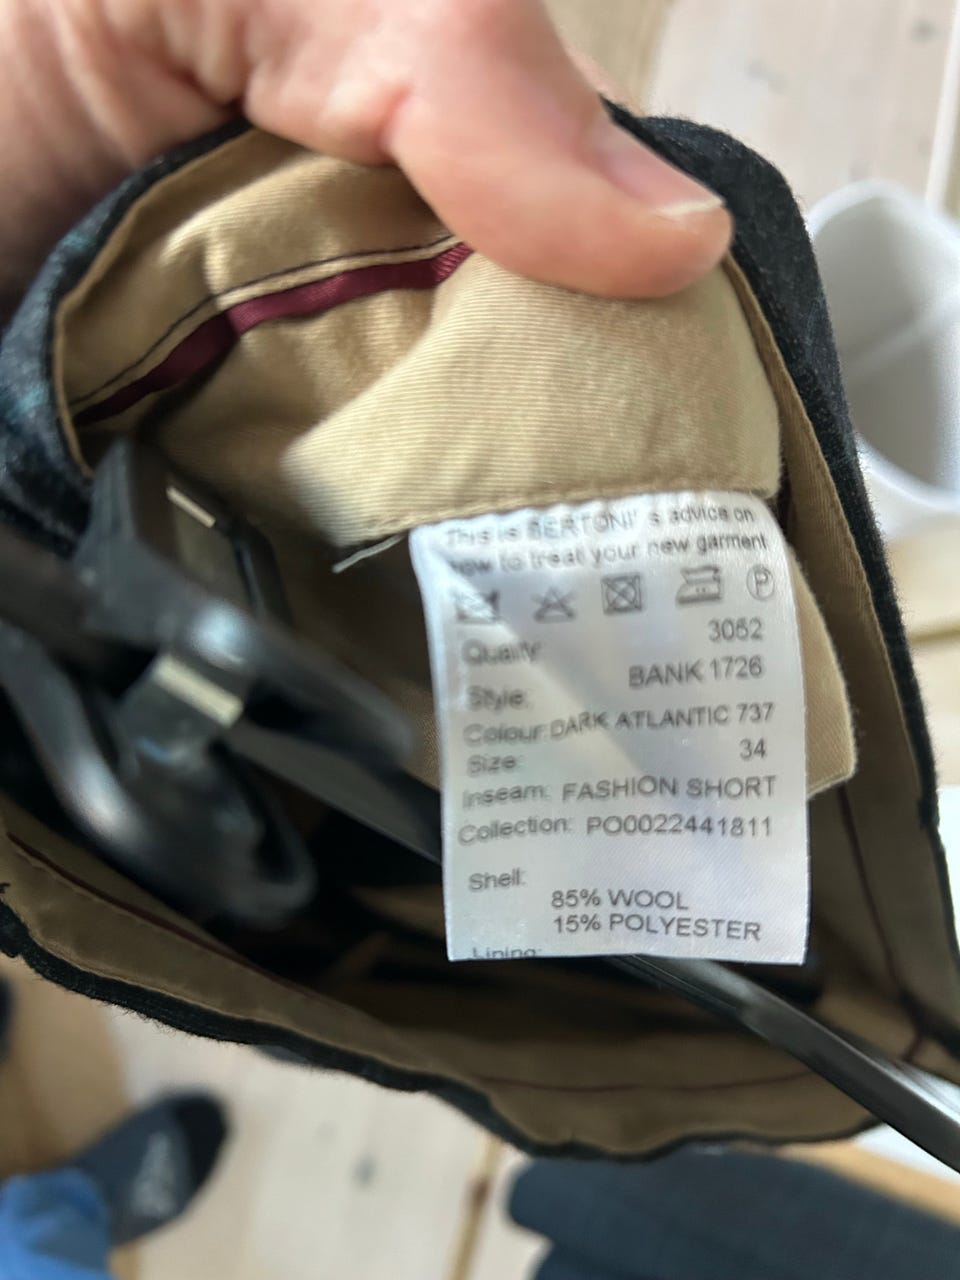 This is BERTONI' s advice on
how to treat your new garment
P
Quality: 3052
Style: BANK 1726
Colour: DARK ATLANTIC 737
Size: 34
Inseam: FASHION SHORT
Collection: PO0022441811
Shell:
85% WOOL
15% POLYESTER
Lining: